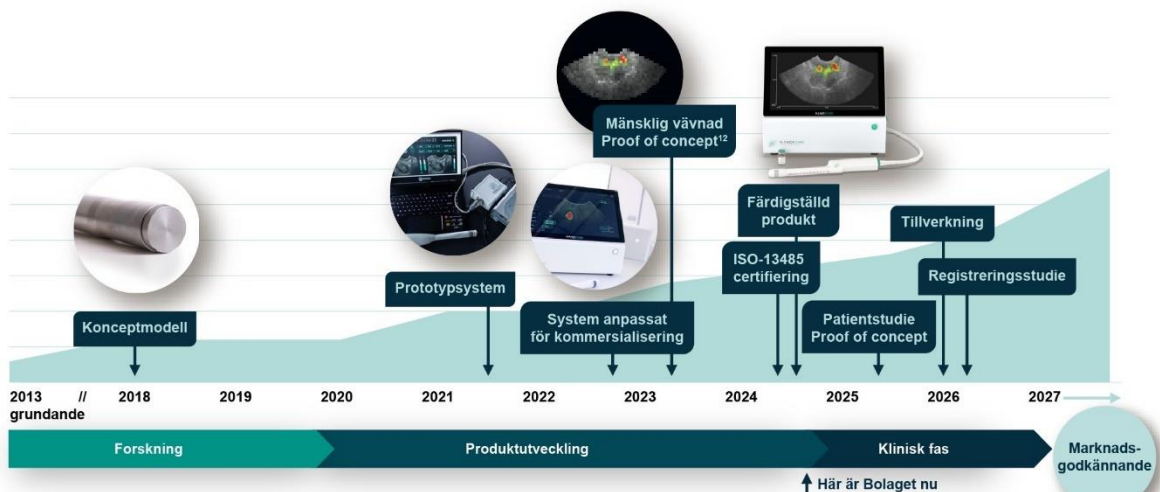 Mänsklig vävnad
Proof of concept¹²
Färdigställd
produkt
Tillverkning
ISO-13485
certifiering
Registreringsstudie
Prototypsystem
Konceptmodell
System anpassat
för kommersialisering
Patientstudie
Proof of concept
2013 // 2018 2019 2020 2021 2022 2023 2024 2025 2026 2027
grundande
Forskning
Produktutveckling
Klinisk fas
Marknads-
godkännande
Här är Bolaget nu